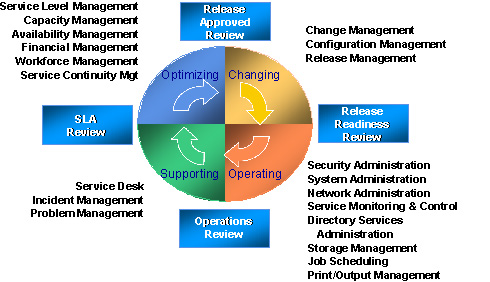 Service Level Management
Capacity Management
Availability Management
Financial Management
Workforce Management
Service Continuity Mgt
Release
Approved
Review
Change Management
Configuration Management
Release Management
Optimizing
Changing
SLA
Review
Release
Readiness
Review
Supporting
Operating
Service Desk
Incident Management
Problem Management
Operations
Review
Security Administration
System Administration
Network Administration
Service Monitoring & Control
Directory Services
Administration
Storage Management
Job Scheduling
Print/Output Management